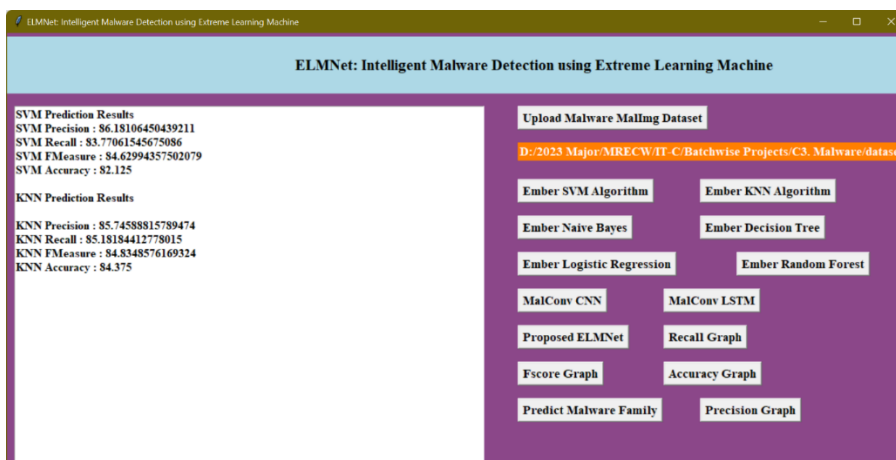 ELMNet: Intelligent Malware Detection using Extreme Learning Machine
ELMNet: Intelligent Malware Detection using Extreme Learning Machine
SVM Prediction Results
SVM Precision : 86.18106450439211
SVM Recall : 83.77061545675086
SVM FMeasure : 84.62994357502079
SVM Accuracy : 82.125
KNN Prediction Results
KNN Precision : 85.74588815789474
KNN Recall : 85.18184412778015
KNN FMeasure : 84.8348576169324
KNN Accuracy : 84.375
Upload Malware MalImg Dataset
D:/2023 Major/MRECW/IT-C/Batchwise Projects/C3. Malware/datase
Ember SVM Algorithm Ember KNN Algorithm
Ember Naive Bayes Ember Decision Tree
Ember Logistic Regression Ember Random Forest
MalConv CNN MalConv LSTM
Proposed ELMNet Recall Graph
Fscore Graph Accuracy Graph
Predict Malware Family Precision Graph